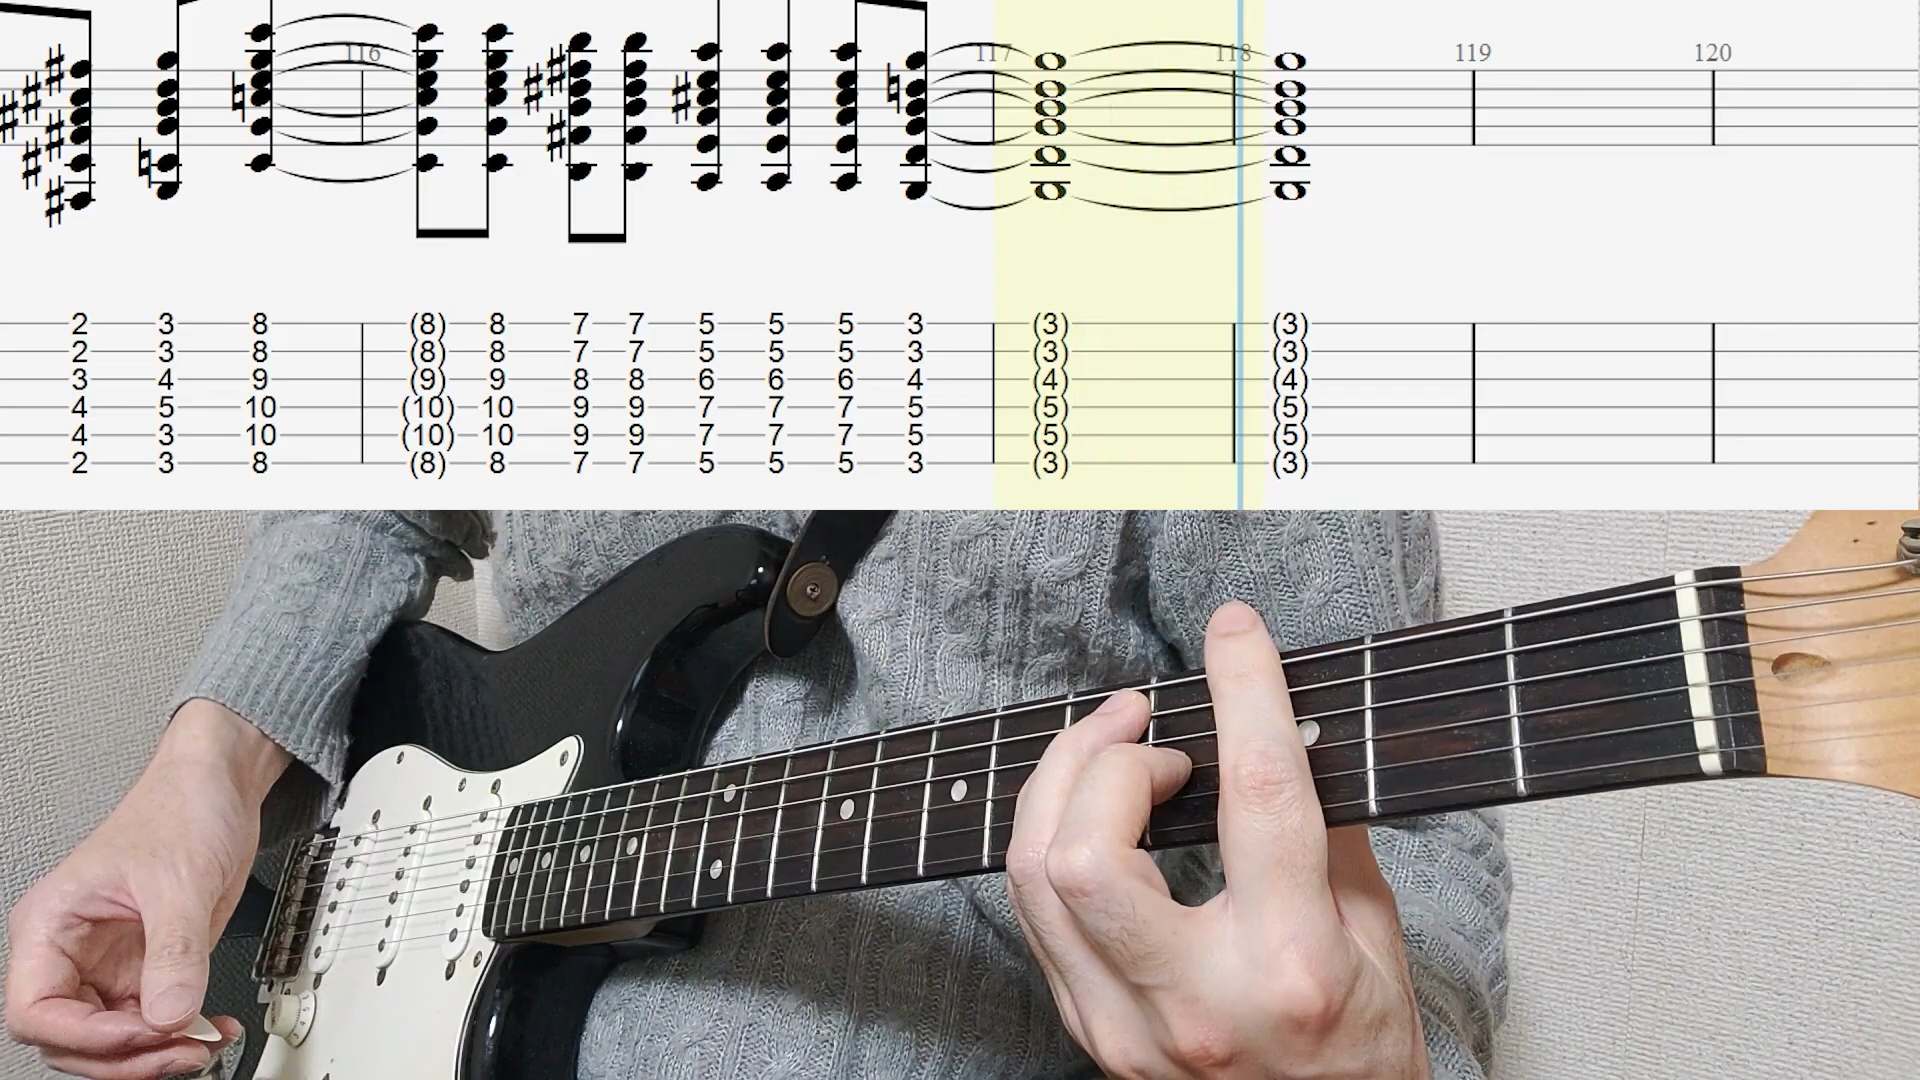 116 117 118 119 120
2 3 8 (8) 8 7 7 5 5 5 3 (3) (3)
2 3 8 (8) 8 7 7 5 5 5 3 (3) (3)
3 4 9 (9) 9 8 8 6 6 6 4 (4) (4)
4 5 10 (10) 10 9 9 7 7 7 5 (5) (5)
4 3 10 (10) 10 9 9 7 7 7 5 (5) (5)
2 3 8 (8) 8 7 7 5 5 5 3 (3) (3)